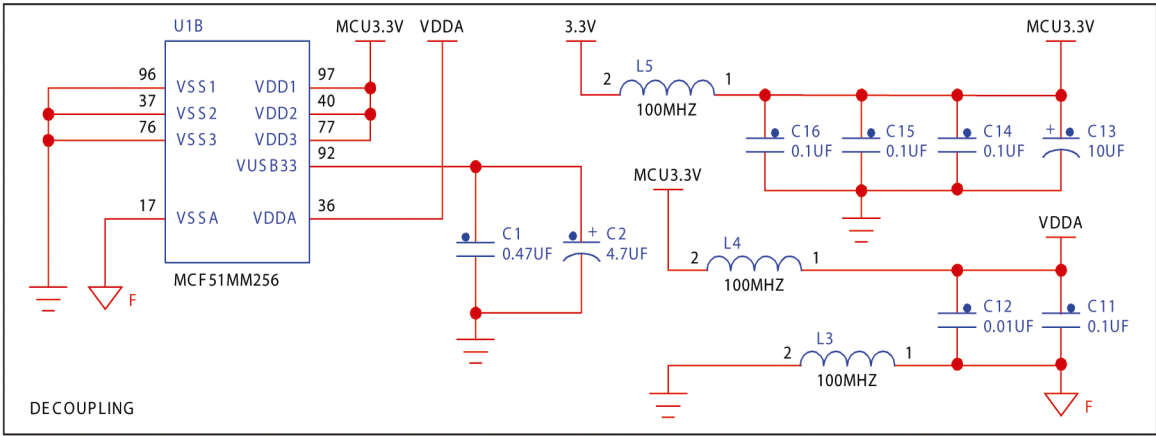 U1B
MCU3.3V VDDA 3.3V MCU3.3V
96 VSS1 VDD1 97
37 VSS2 VDD2 40
76 VSS3 VDD3 77
VUSB33 92
17 VSSA VDDA 36
MCF51MM256
F
C1
0.47UF
+ C2
4.7UF
L5
2 1
100MHZ
C16
0.1UF
C15
0.1UF
C14
0.1UF
+ C13
10UF
MCU3.3V
VDDA
L4
2 1
100MHZ
C12
0.01UF
C11
0.1UF
L3
2 1
100MHZ
F
DECOUPLING